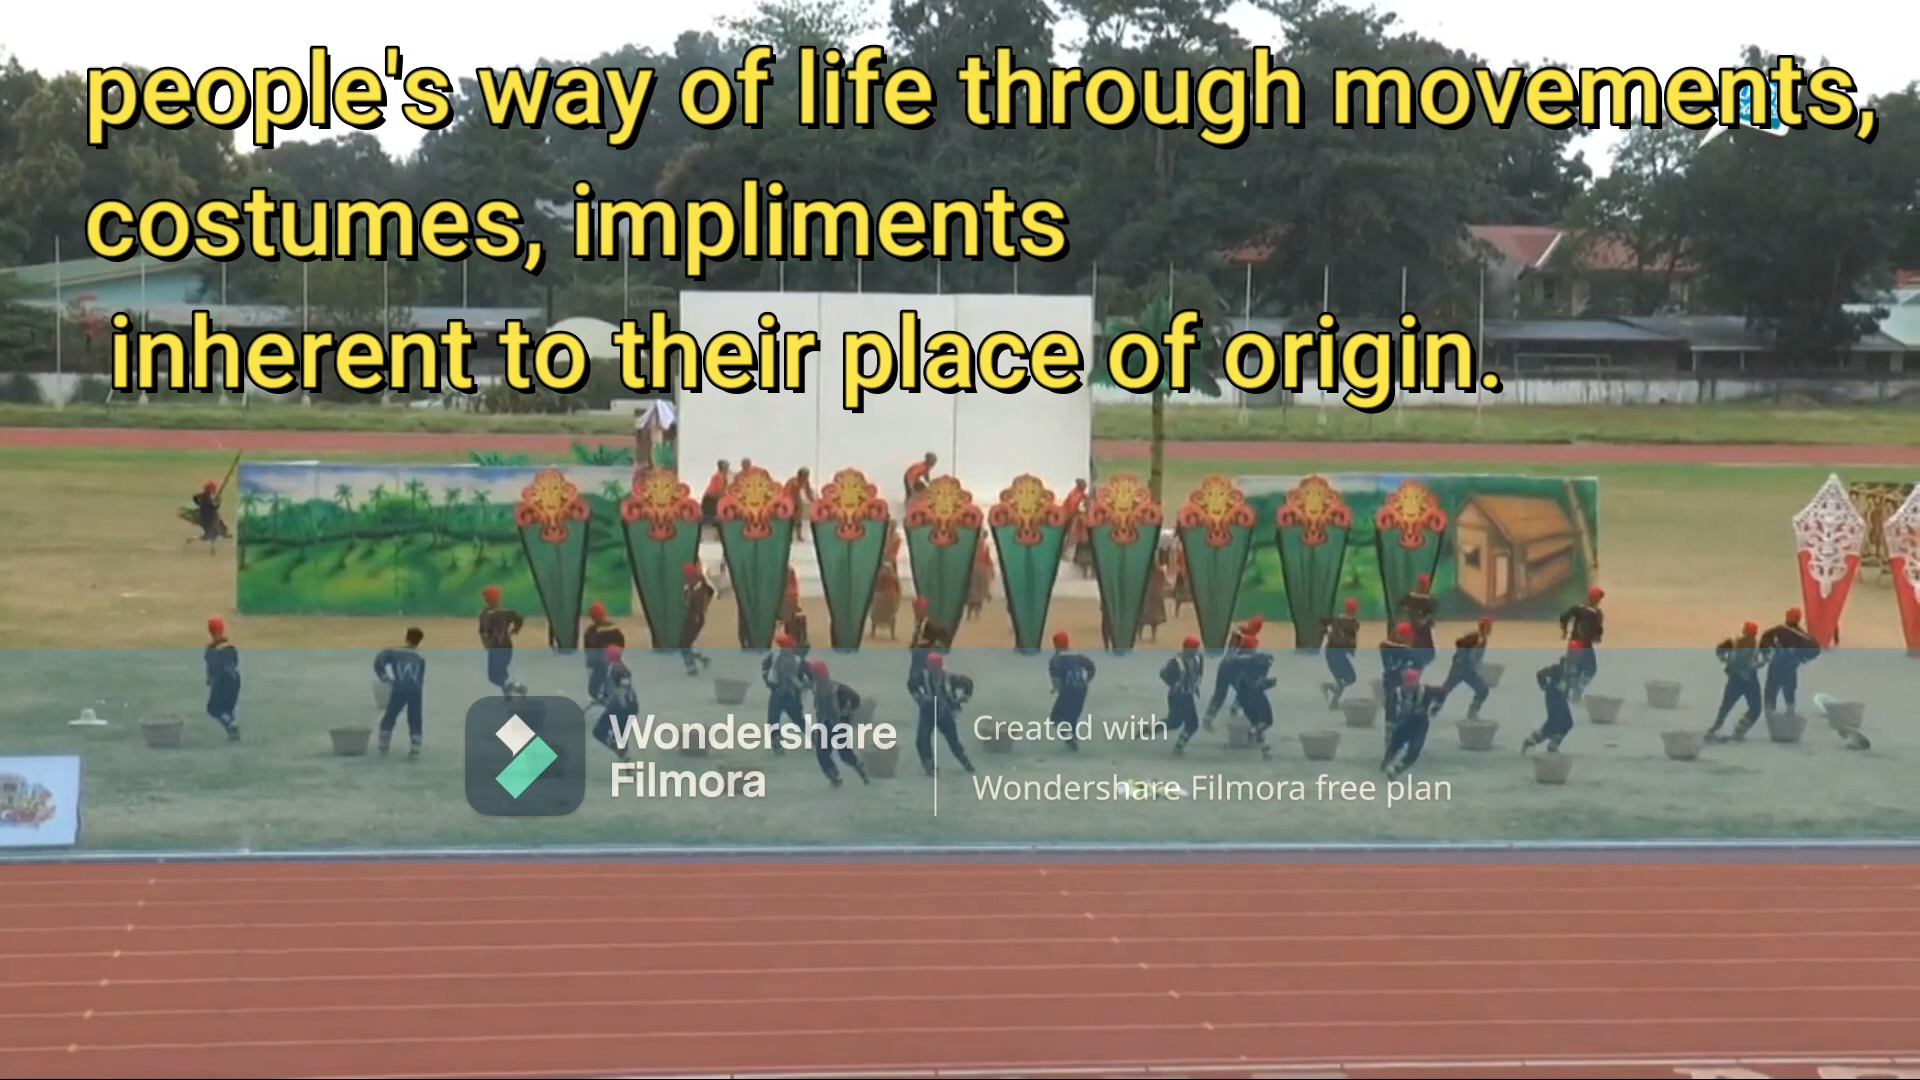 people's way of life through movements,
costumes, impliments
inherent to their place of origin.
Wondershare
Filmora
Created with
Wondershare Filmora free plan